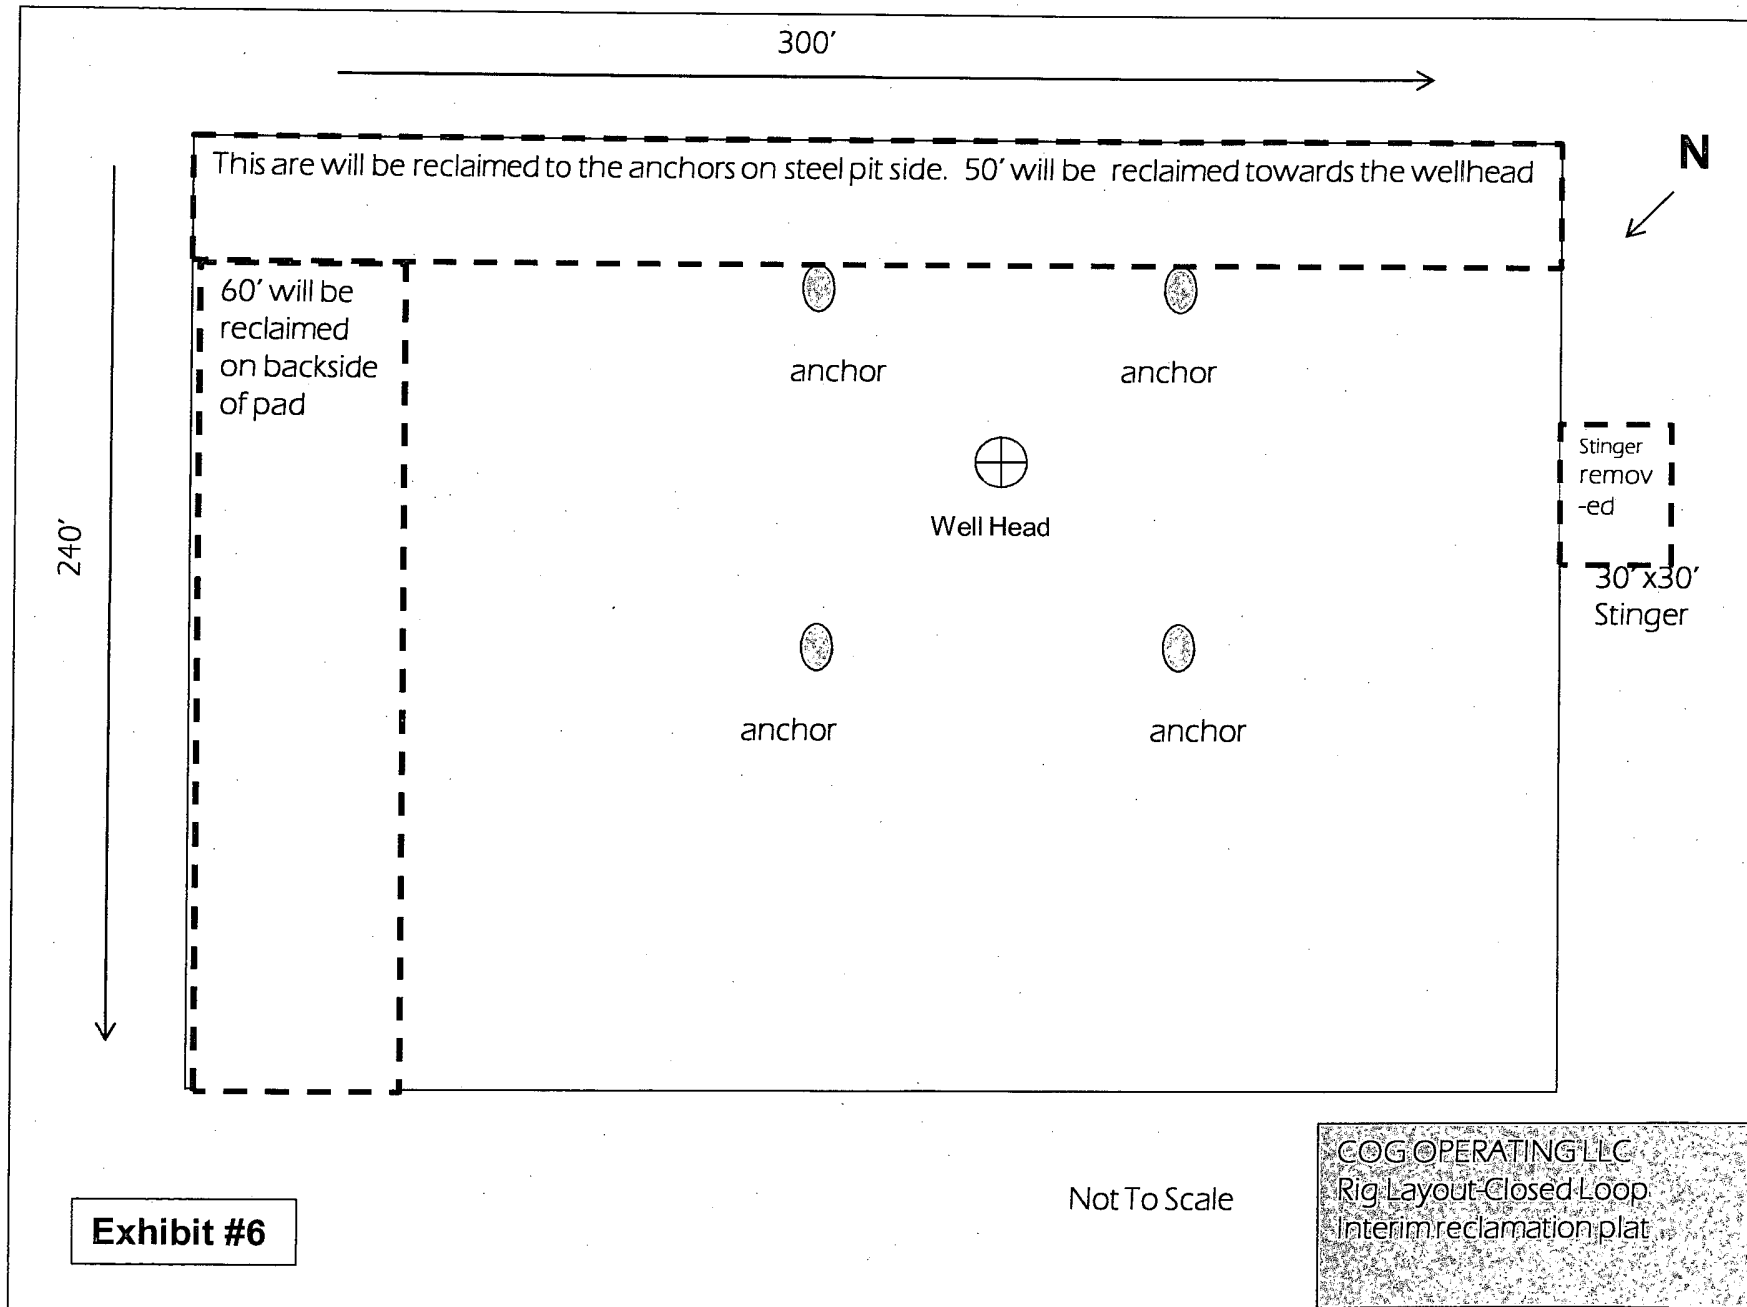 300’
N
This are will be reclaimed to the anchors on steel pit side. 50’ will be reclaimed towards the wellhead
60’ will be
reclaimed
on backside
of pad
anchor
anchor
Stinger
remov
-ed
240’
Well Head
30’ x30’
Stinger
anchor
anchor
Not To Scale
COG OPERATING LLC
Rig Layout-Closed Loop
Interim reclamation plat
Exhibit #6